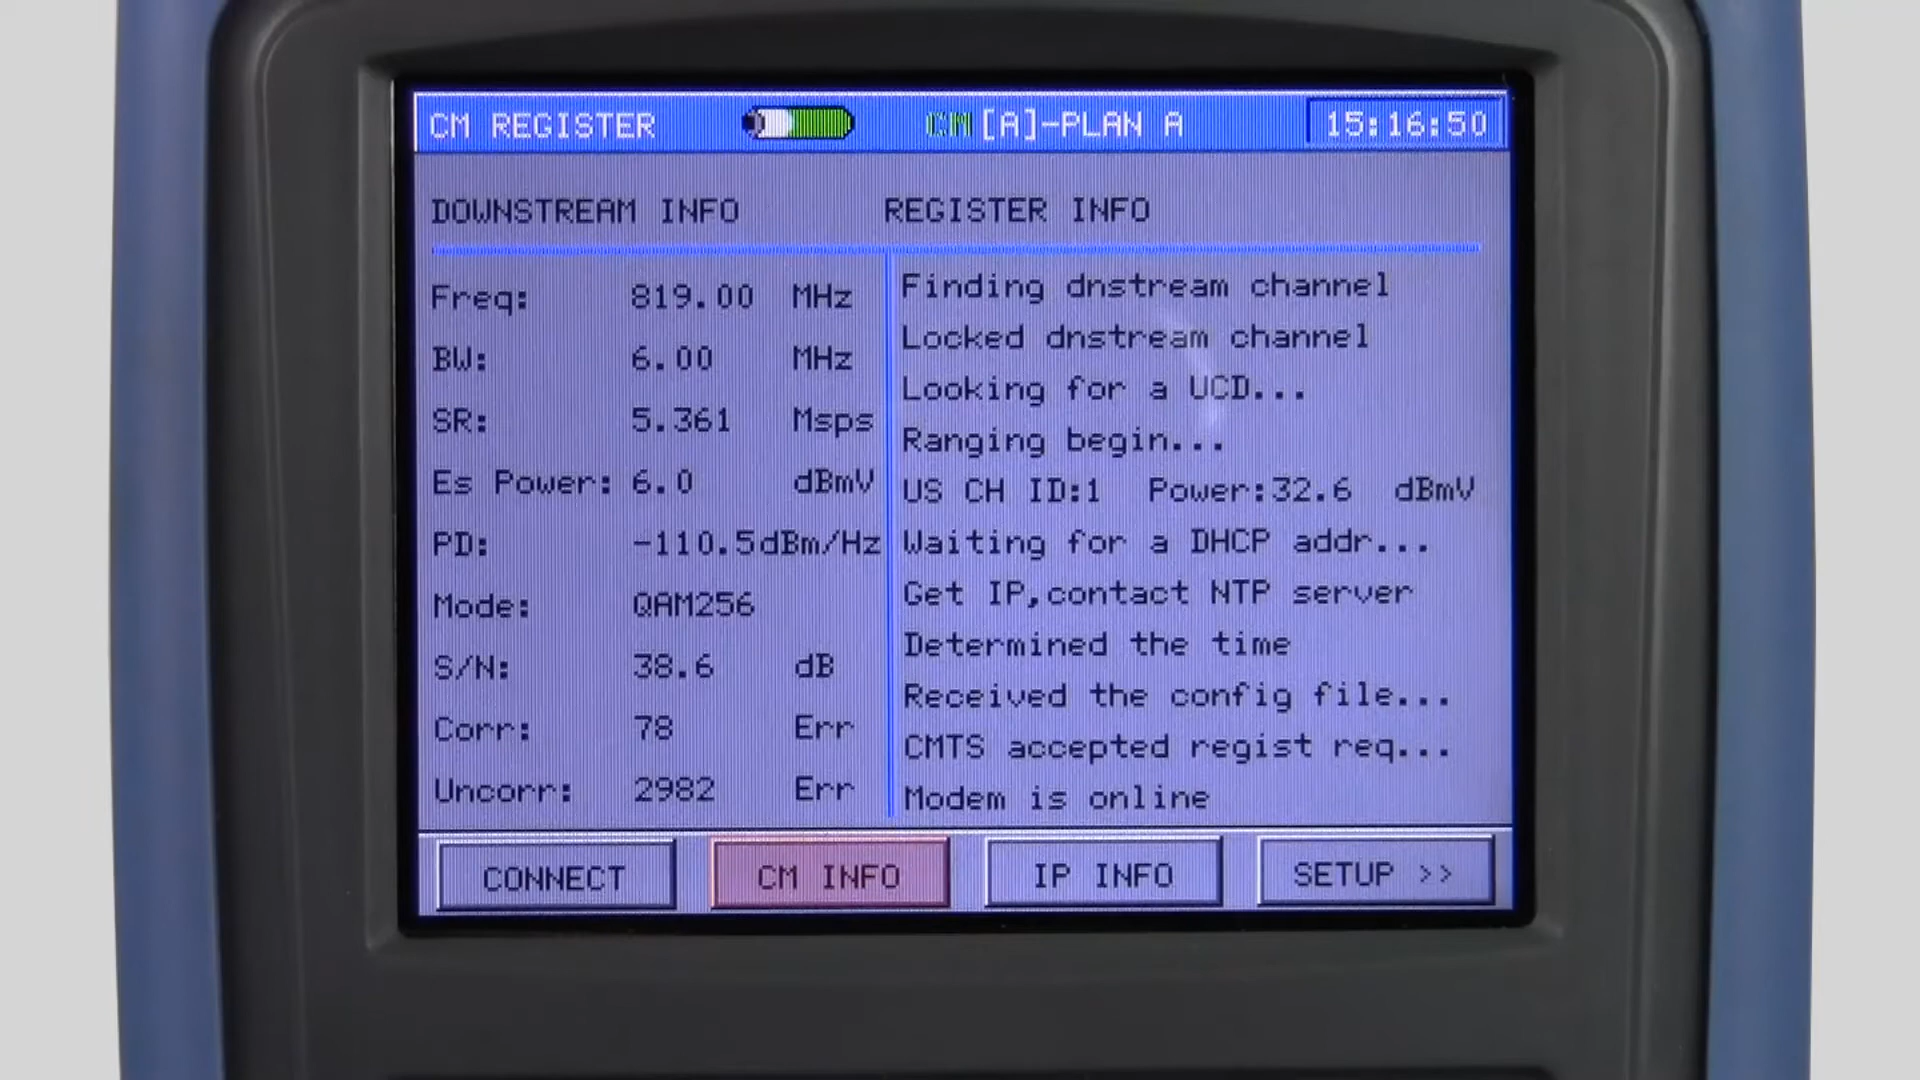 CM REGISTER CM [A]-PLAN A 15:16:50
DOWNSTREAM INFO
Freq: 819.00 MHz
BW: 6.00 MHz
SR: 5.361 Msps
Es Power: 6.0 dBmV
PD: -110.5dBm/Hz
Mode: QAM256
S/N: 38.6 dB
Corr: 78 Err
Uncorr: 2982 Err
REGISTER INFO
Finding dnstream channel
Locked dnstream channel
Looking for a UCD...
Ranging begin...
US CH ID:1 Power:32.6 dBmV
Waiting for a DHCP addr...
Get IP,contact NTP server
Determined the time
Received the config file...
CMTS accepted regist req...
Modem is online
CONNECT CM INFO IP INFO SETUP >>